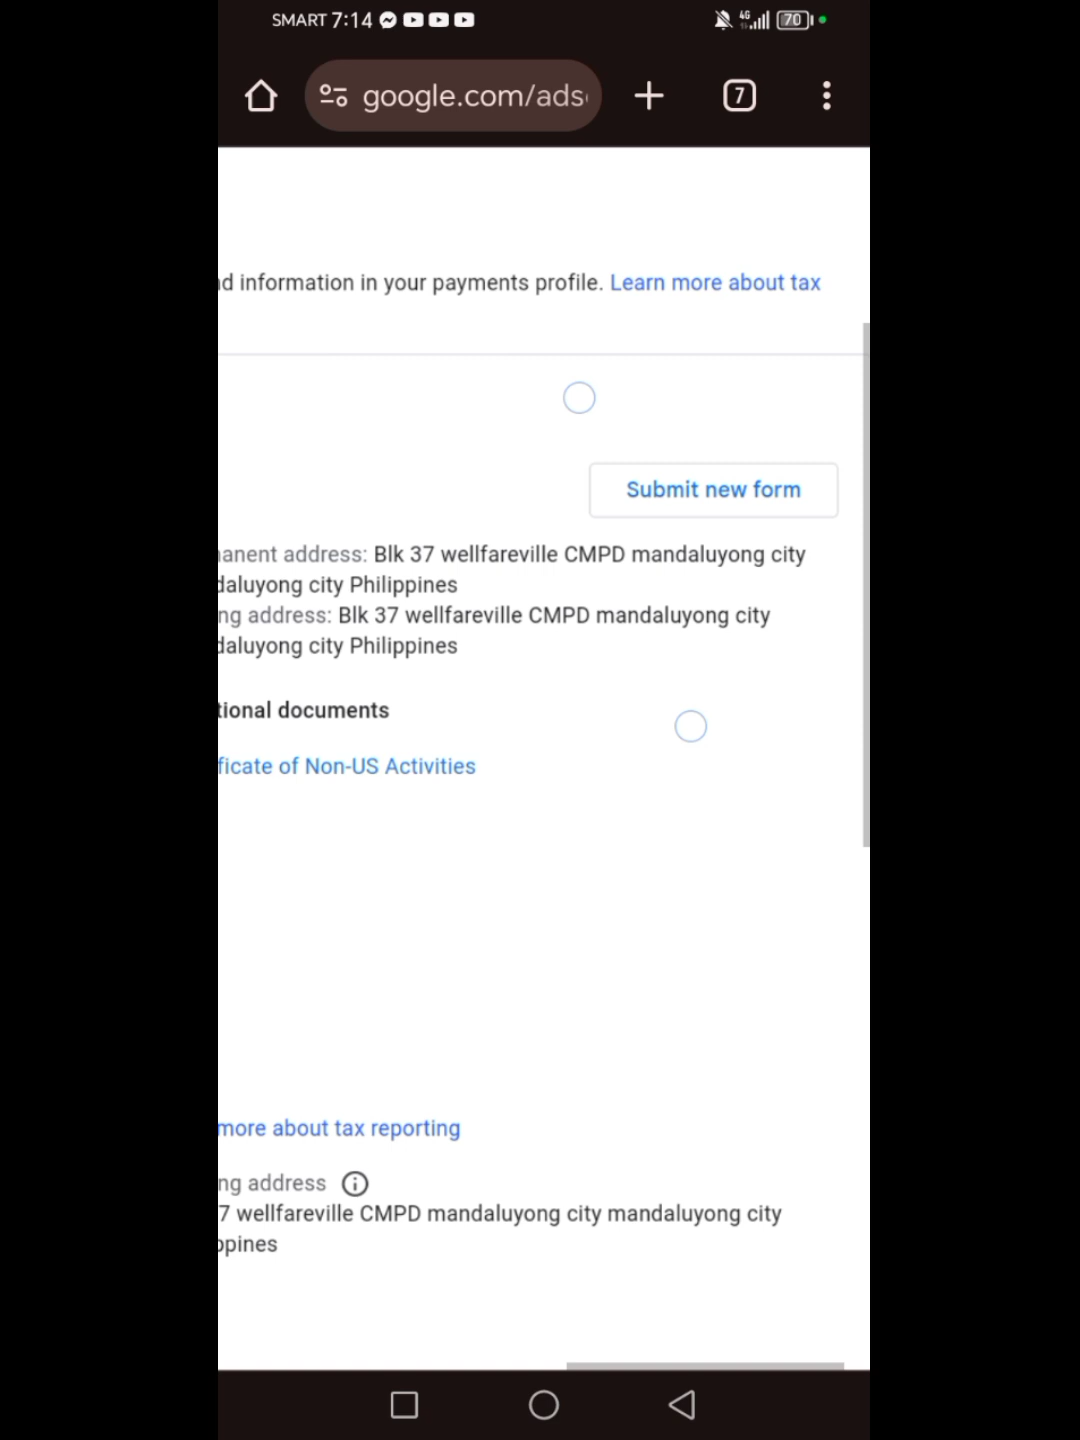 SMART 7:14 4G 70
google.com/ads 7
nd information in your payments profile. Learn more about tax
Submit new form
anent address: Blk 37 wellfareville CMPD mandaluyong city
daluyong city Philippines
ng address: Blk 37 wellfareville CMPD mandaluyong city
daluyong city Philippines
tional documents
ficate of Non-US Activities
more about tax reporting
ng address
7 wellfareville CMPD mandaluyong city mandaluyong city
ppines